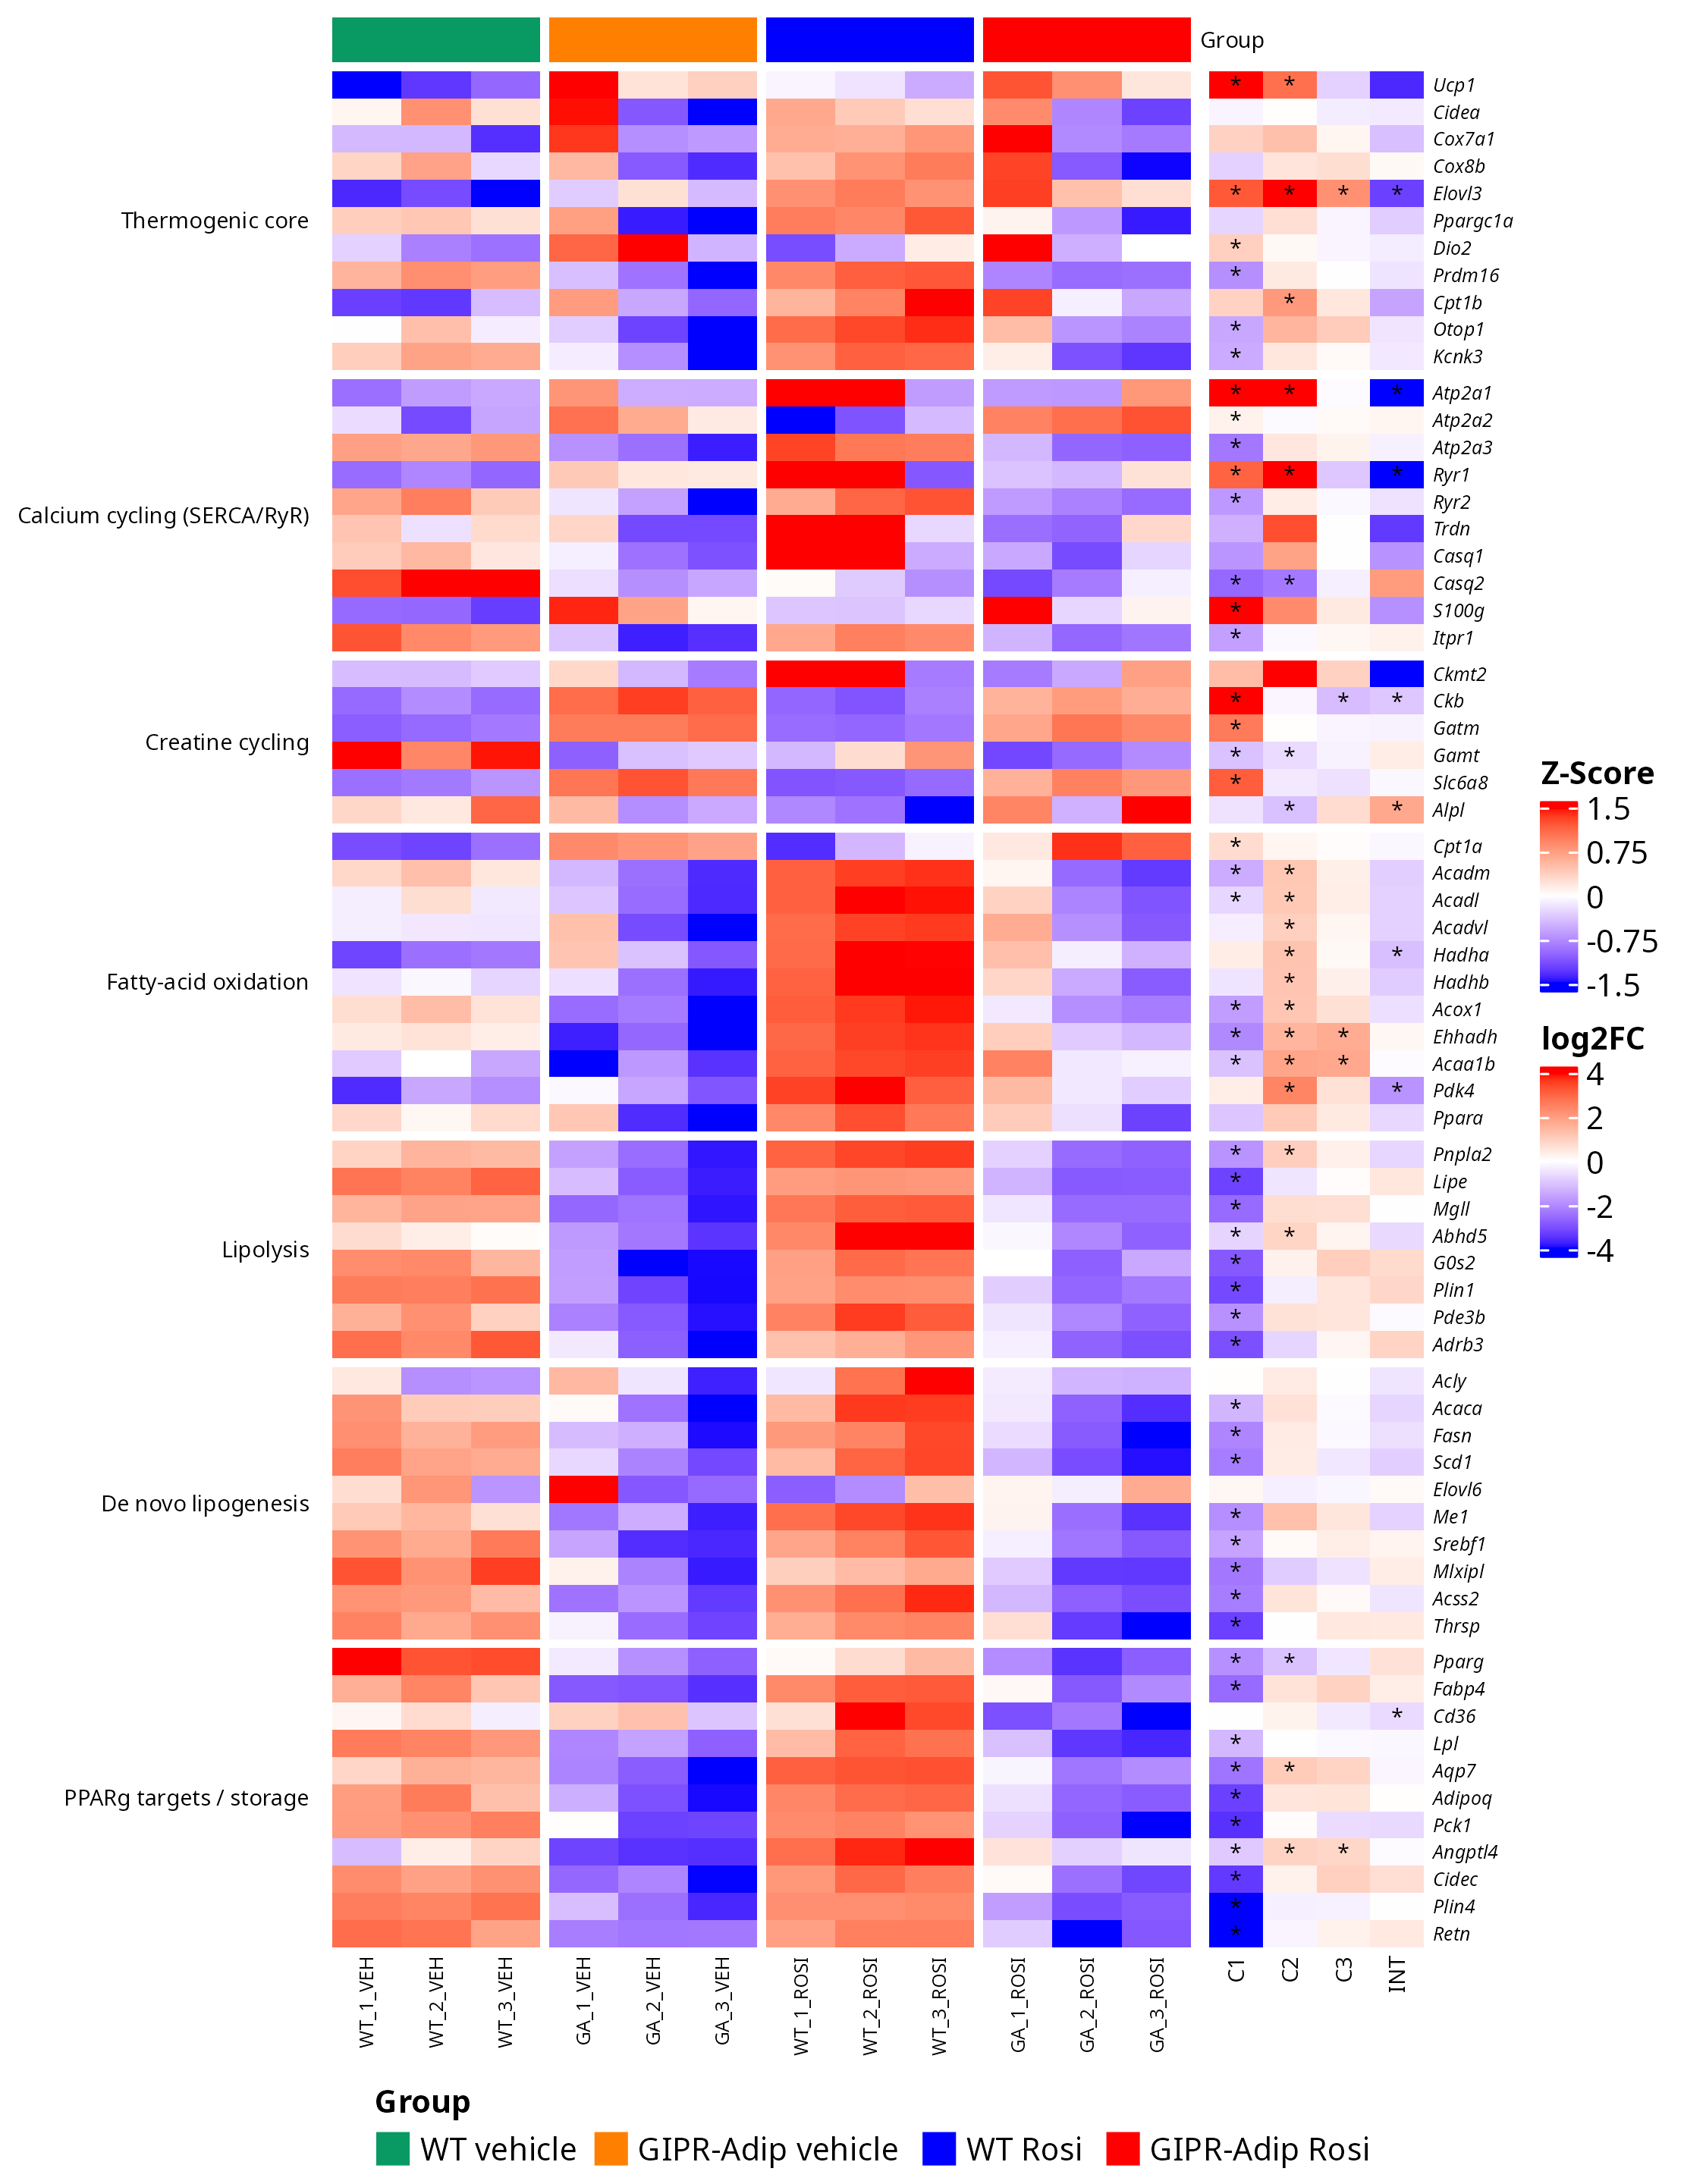 Group
Thermogenic core
Ucp1
Cidea
Cox7a1
Cox8b
Elovl3
Ppargc1a
Dio2
Prdm16
Cpt1b
Otop1
Kcnk3
Calcium cycling (SERCA/RyR)
Atp2a1
Atp2a2
Atp2a3
Ryr1
Ryr2
Trdn
Casq1
Casq2
S100g
Itpr1
Creatine cycling
Ckmt2
Ckb
Gatm
Gamt
Slc6a8
Alpl
Fatty-acid oxidation
Cpt1a
Acadm
Acadl
Acadvl
Hadha
Hadhb
Acox1
Ehhadh
Acaa1b
Pdk4
Ppara
Lipolysis
Pnpla2
Lipe
Mgll
Abhd5
G0s2
Plin1
Pde3b
Adrb3
De novo lipogenesis
Acly
Acaca
Fasn
Scd1
Elovl6
Me1
Srebf1
Mlxipl
Acss2
Thrsp
PPARg targets / storage
Pparg
Fabp4
Cd36
Lpl
Aqp7
Adipoq
Pck1
Angptl4
Cidec
Plin4
Retn
Z-Score
1.5
0.75
0
-0.75
-1.5
log2FC
4
2
0
-2
-4
WT_1_VEH
WT_2_VEH
WT_3_VEH
GA_1_VEH
GA_2_VEH
GA_3_VEH
WT_1_ROSI
WT_2_ROSI
WT_3_ROSI
GA_1_ROSI
GA_2_ROSI
GA_3_ROSI
C1
C2
C3
INT
Group
WT vehicle
GIPR-Adip vehicle
WT Rosi
GIPR-Adip Rosi